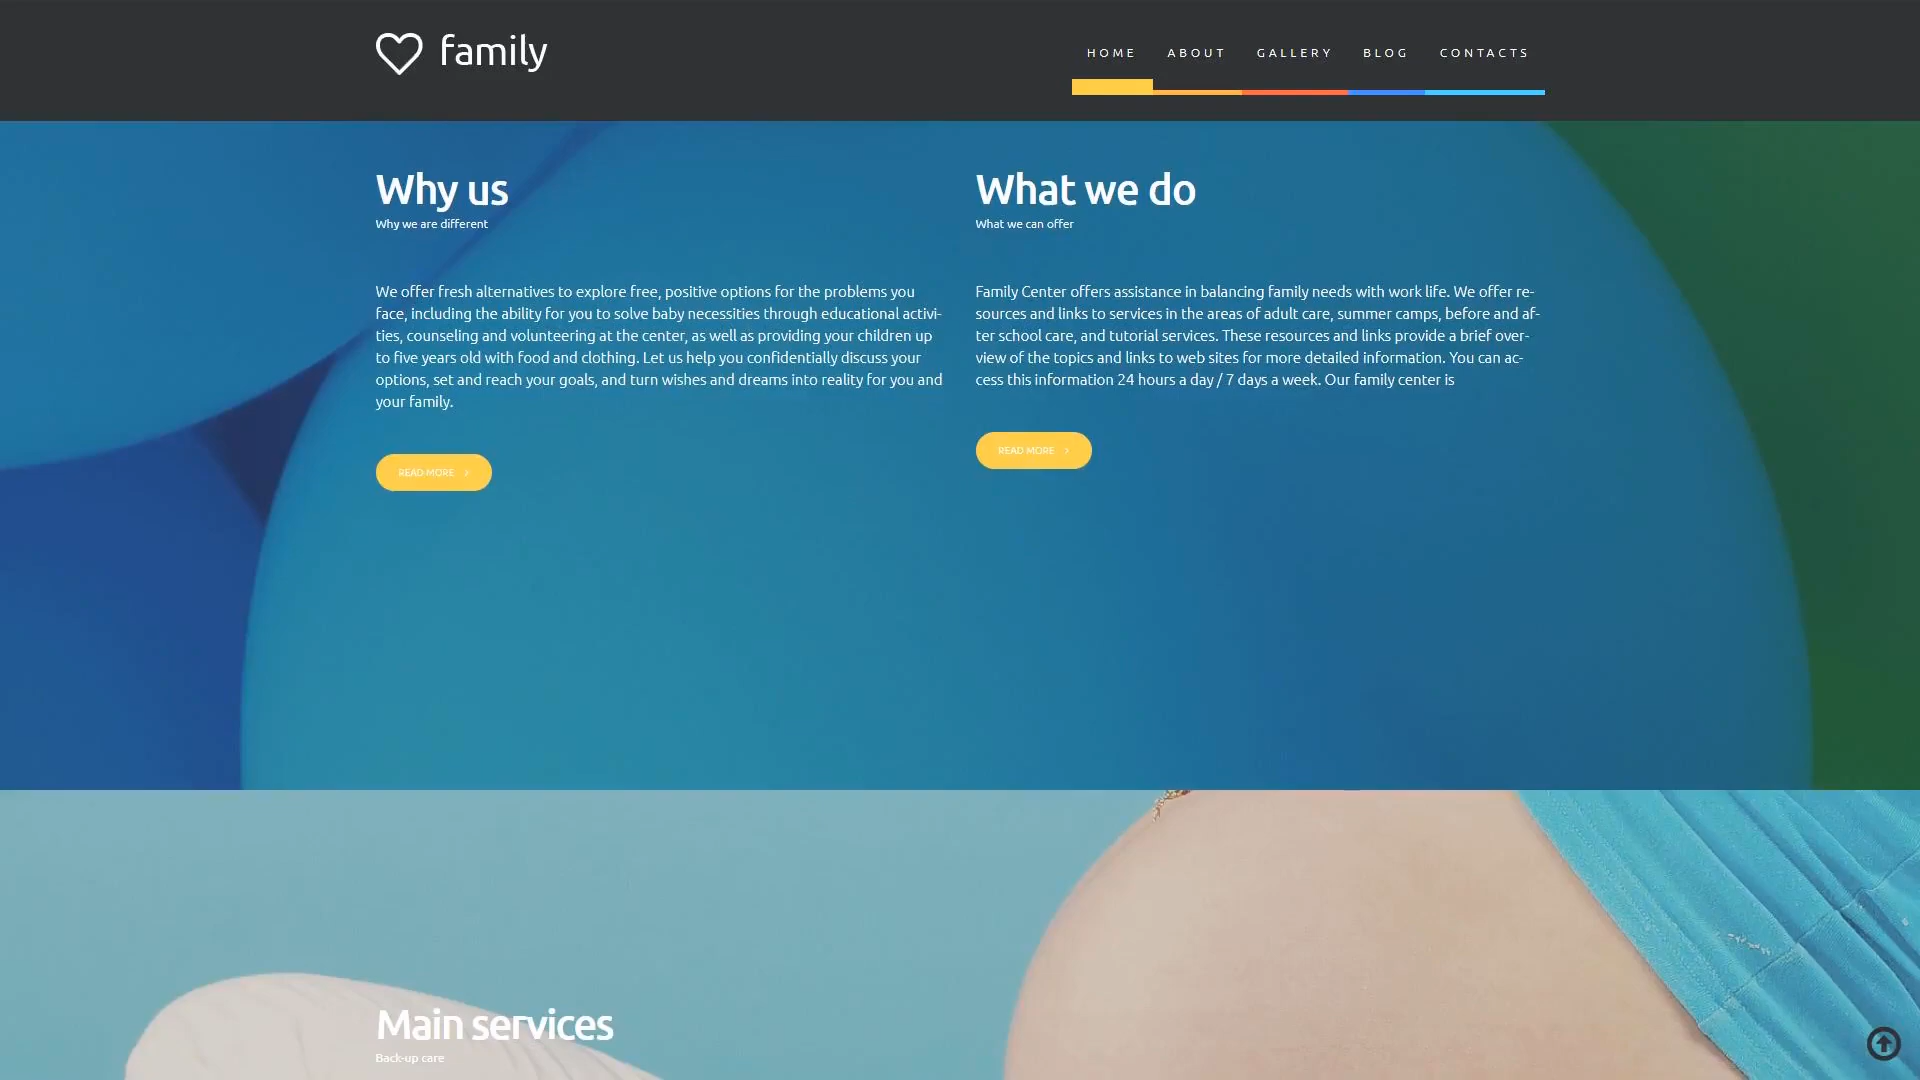 family
HOME ABOUT GALLERY BLOG CONTACTS
Why us
Why we are different
We offer fresh alternatives to explore free, positive options for the problems you
face, including the ability for you to solve baby necessities through educational activi-
ties, counseling and volunteering at the center, as well as providing your children up
to five years old with food and clothing. Let us help you confidentially discuss your
options, set and reach your goals, and turn wishes and dreams into reality for you and
your family.
READ MORE
What we do
What we can offer
Family Center offers assistance in balancing family needs with work life. We offer re-
sources and links to services in the areas of adult care, summer camps, before and af-
ter school care, and tutorial services. These resources and links provide a brief over-
view of the topics and links to web sites for more detailed information. You can ac-
cess this information 24 hours a day / 7 days a week. Our family center is
READ MORE
Main services
Back-up care